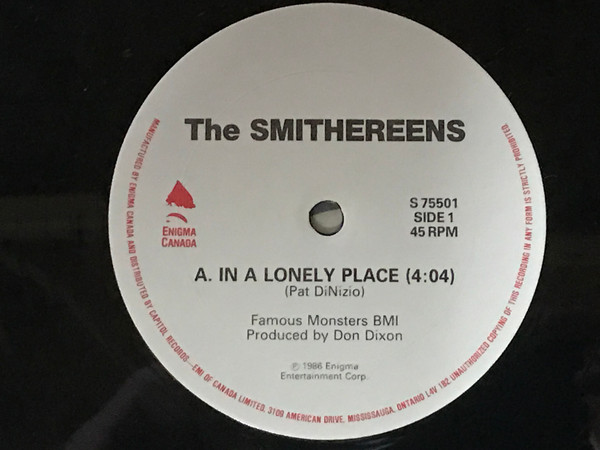 The SMITHEREENS
ENIGMA
CANADA
S 75501
SIDE 1
45 RPM
A. IN A LONELY PLACE (4:04)
(Pat DiNizio)
Famous Monsters BMI
Produced by Don Dixon
℗ 1986 Enigma
Entertainment Corp.
MANUFACTURED BY ENIGMA CANADA AND DISTRIBUTED BY CAPITOL RECORDS—EMI OF CANADA LIMITED, 3109 AMERICAN DRIVE, MISSISSAUGA, ONTARIO L4V 1B2 UNAUTHORIZED COPYING OF THIS RECORDING IN ANY FORM IS STRICTLY PROHIBITED.